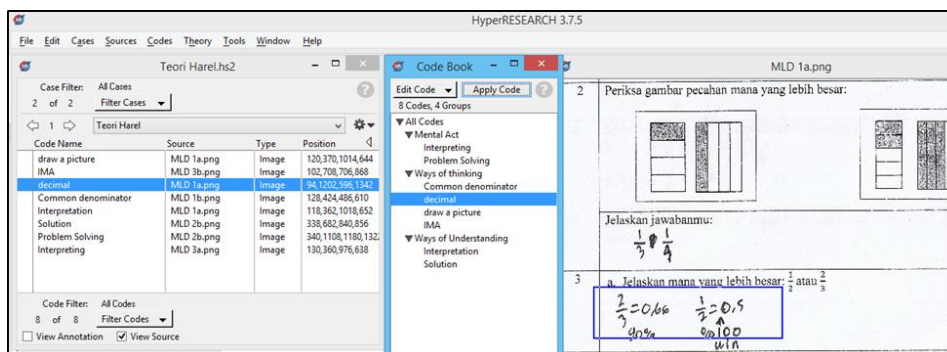 HyperRESEARCH 3.7.5
File Edit Cases Sources Codes Theory Tools Window Help
Teori Harel.hs2
Case Filter: All Cases
2 of 2 Filter Cases
1 Teori Harel
Code Name Source Type Position
draw a picture MLD 1a.png Image 120,370,1014,644
IMA MLD 3b.png Image 102,708,706,868
decimal MLD 1a.png Image 94,1202,596,1342
Common denominator MLD 1b.png Image 128,424,486,610
Interpretation MLD 1a.png Image 118,362,1018,652
Solution MLD 2b.png Image 338,682,840,856
Problem Solving MLD 2b.png Image 340,1108,1180,132
Interpreting MLD 3a.png Image 130,360,976,638
Code Filter: All Codes
8 of 8 Filter Codes
View Annotation View Source
Code Book
Edit Code Apply Code
8 Codes, 4 Groups
All Codes
Mental Act
Interpreting
Problem Solving
Ways of thinking
Common denominator
decimal
draw a picture
IMA
Ways of Understanding
Interpretation
Solution
MLD 1a.png
2 Periksa gambar pecahan mana yang lebih besar:
Jelaskan jawabanmu:
1/3 1/4
3 a. Jelaskan mana yang lebih besar: 1/2 atau 2/3
2/3 = 0,66 1/2 = 0,5
win